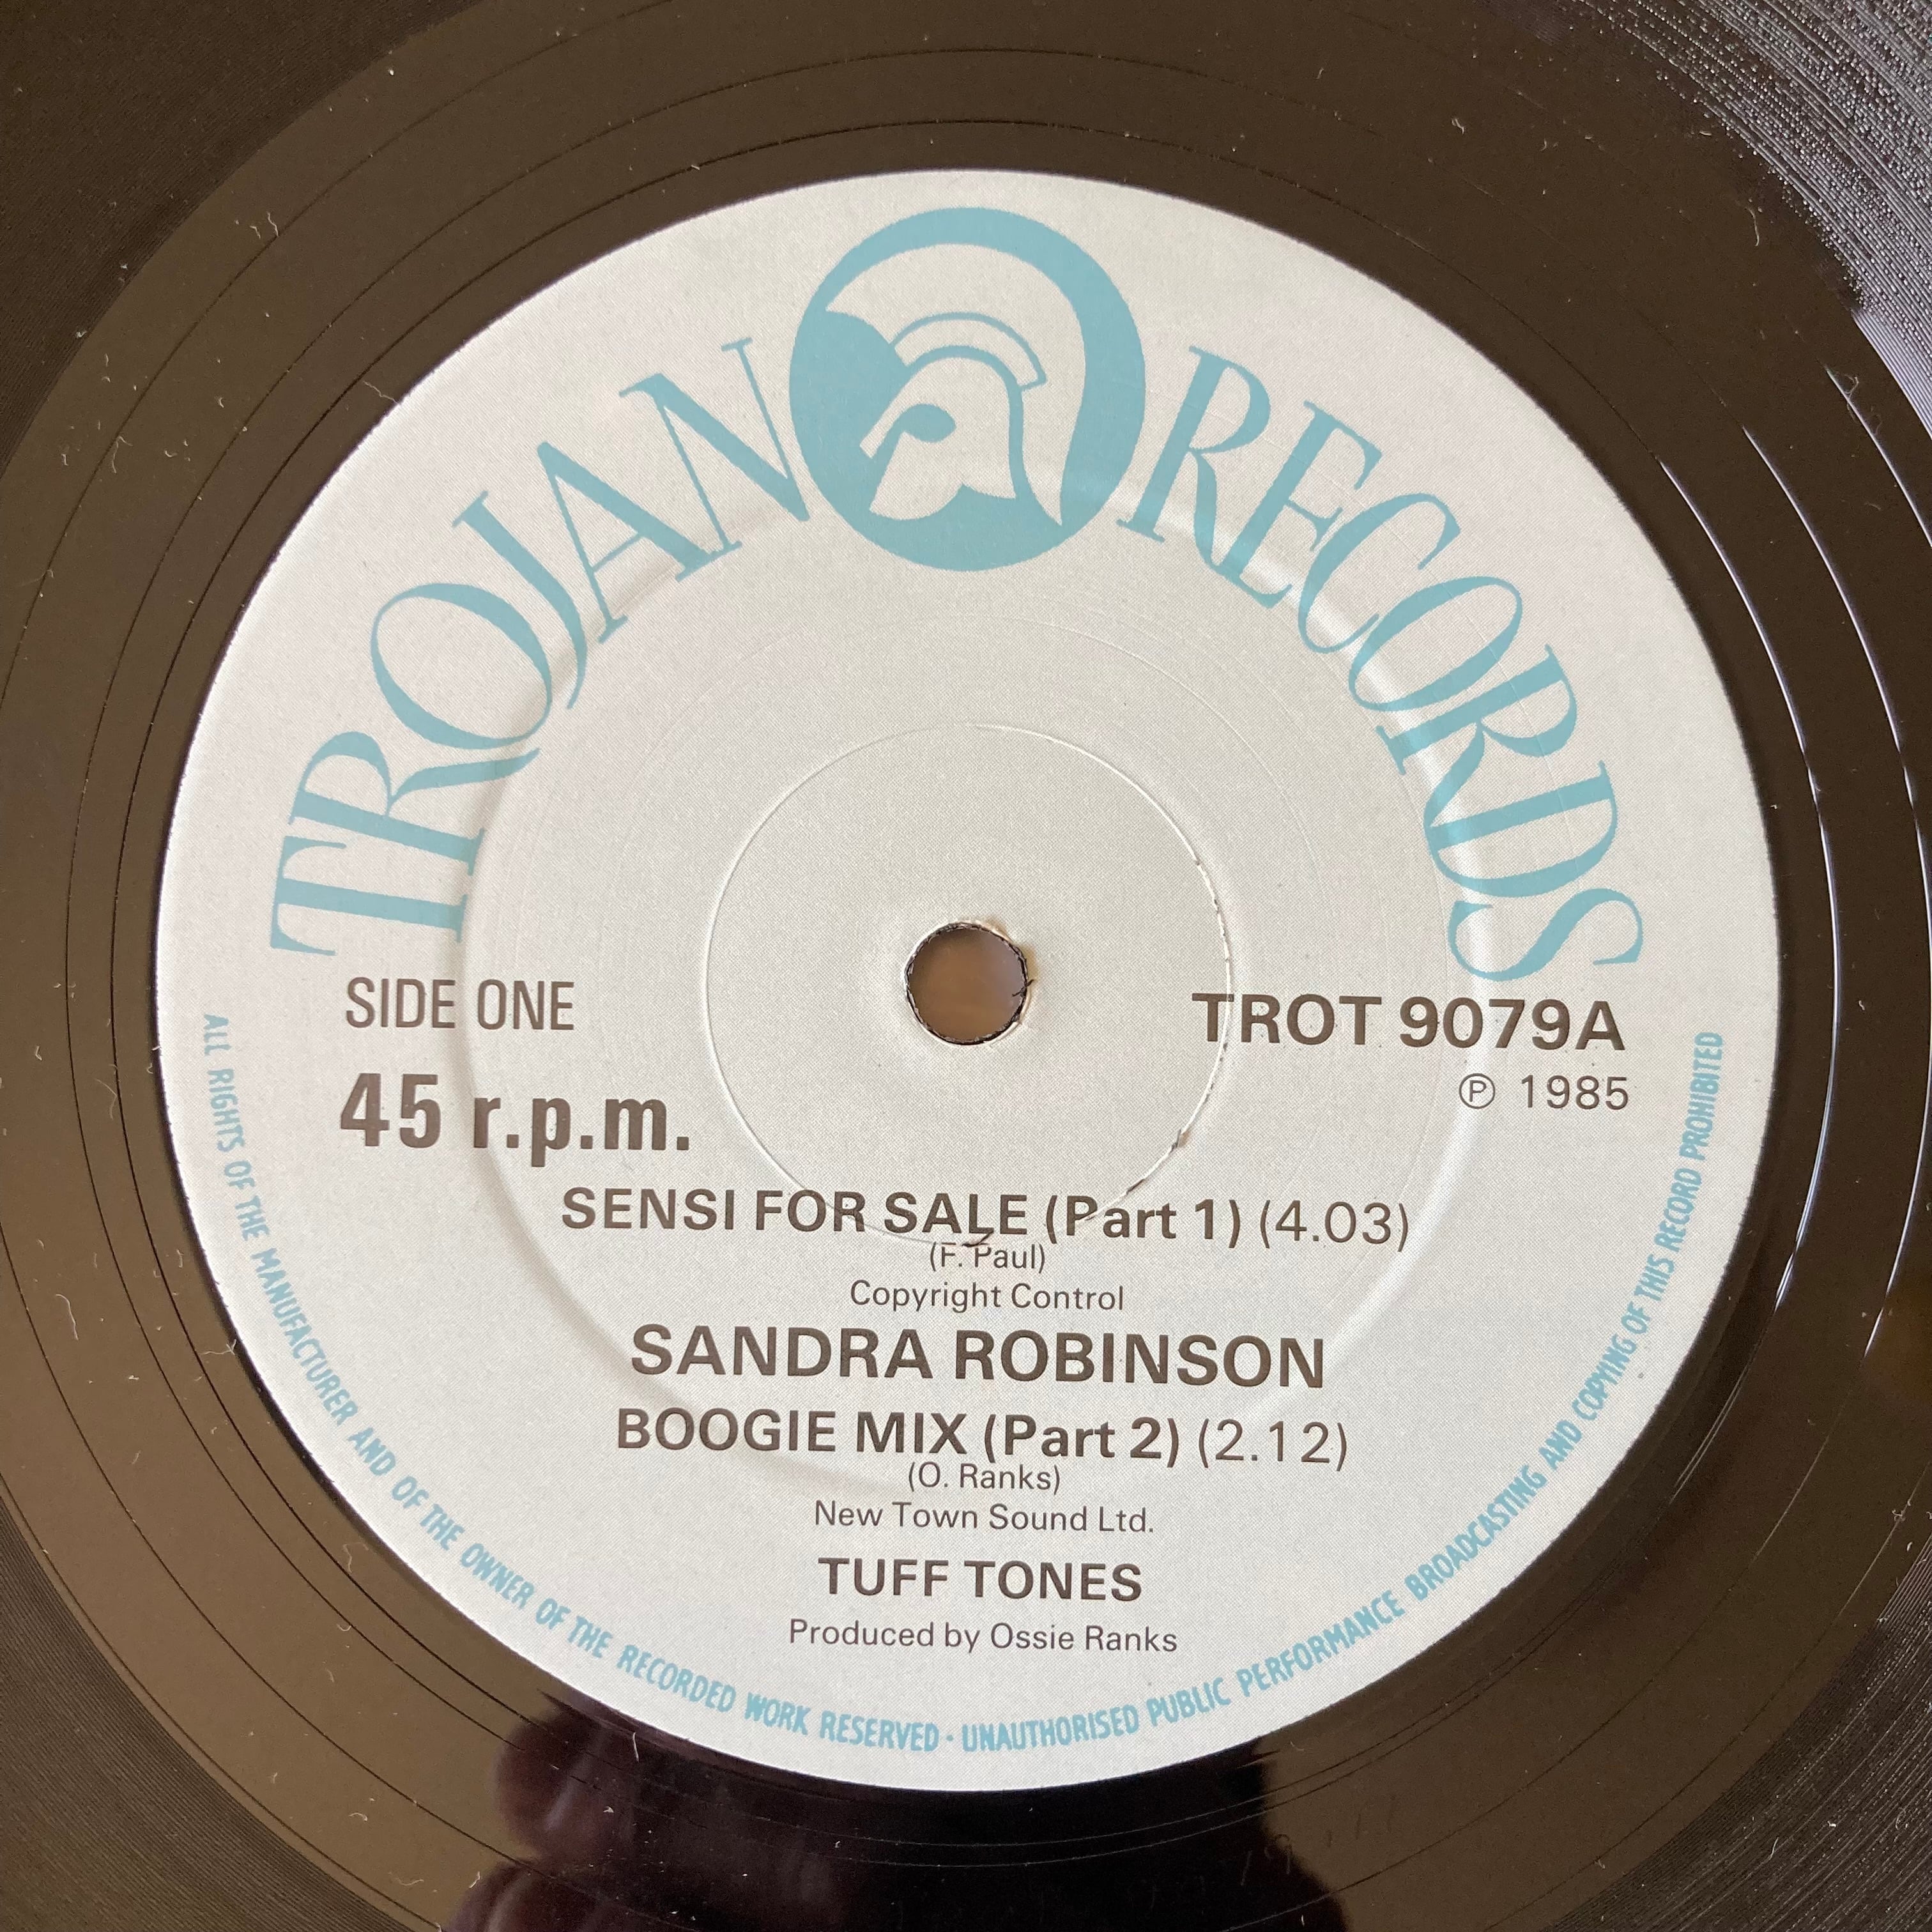 TROJAN RECORDS
SIDE ONE
45 r.p.m.
TROT 9079A
℗ 1985
SENSI FOR SALE (Part 1) (4.03)
(F. Paul)
Copyright Control
SANDRA ROBINSON
BOOGIE MIX (Part 2) (2.12)
(O. Ranks)
New Town Sound Ltd.
TUFF TONES
Produced by Ossie Ranks
ALL RIGHTS OF THE MANUFACTURER AND OF THE OWNER OF THE RECORDED WORK RESERVED · UNAUTHORISED PUBLIC PERFORMANCE BROADCASTING AND COPYING OF THIS RECORD PROHIBITED